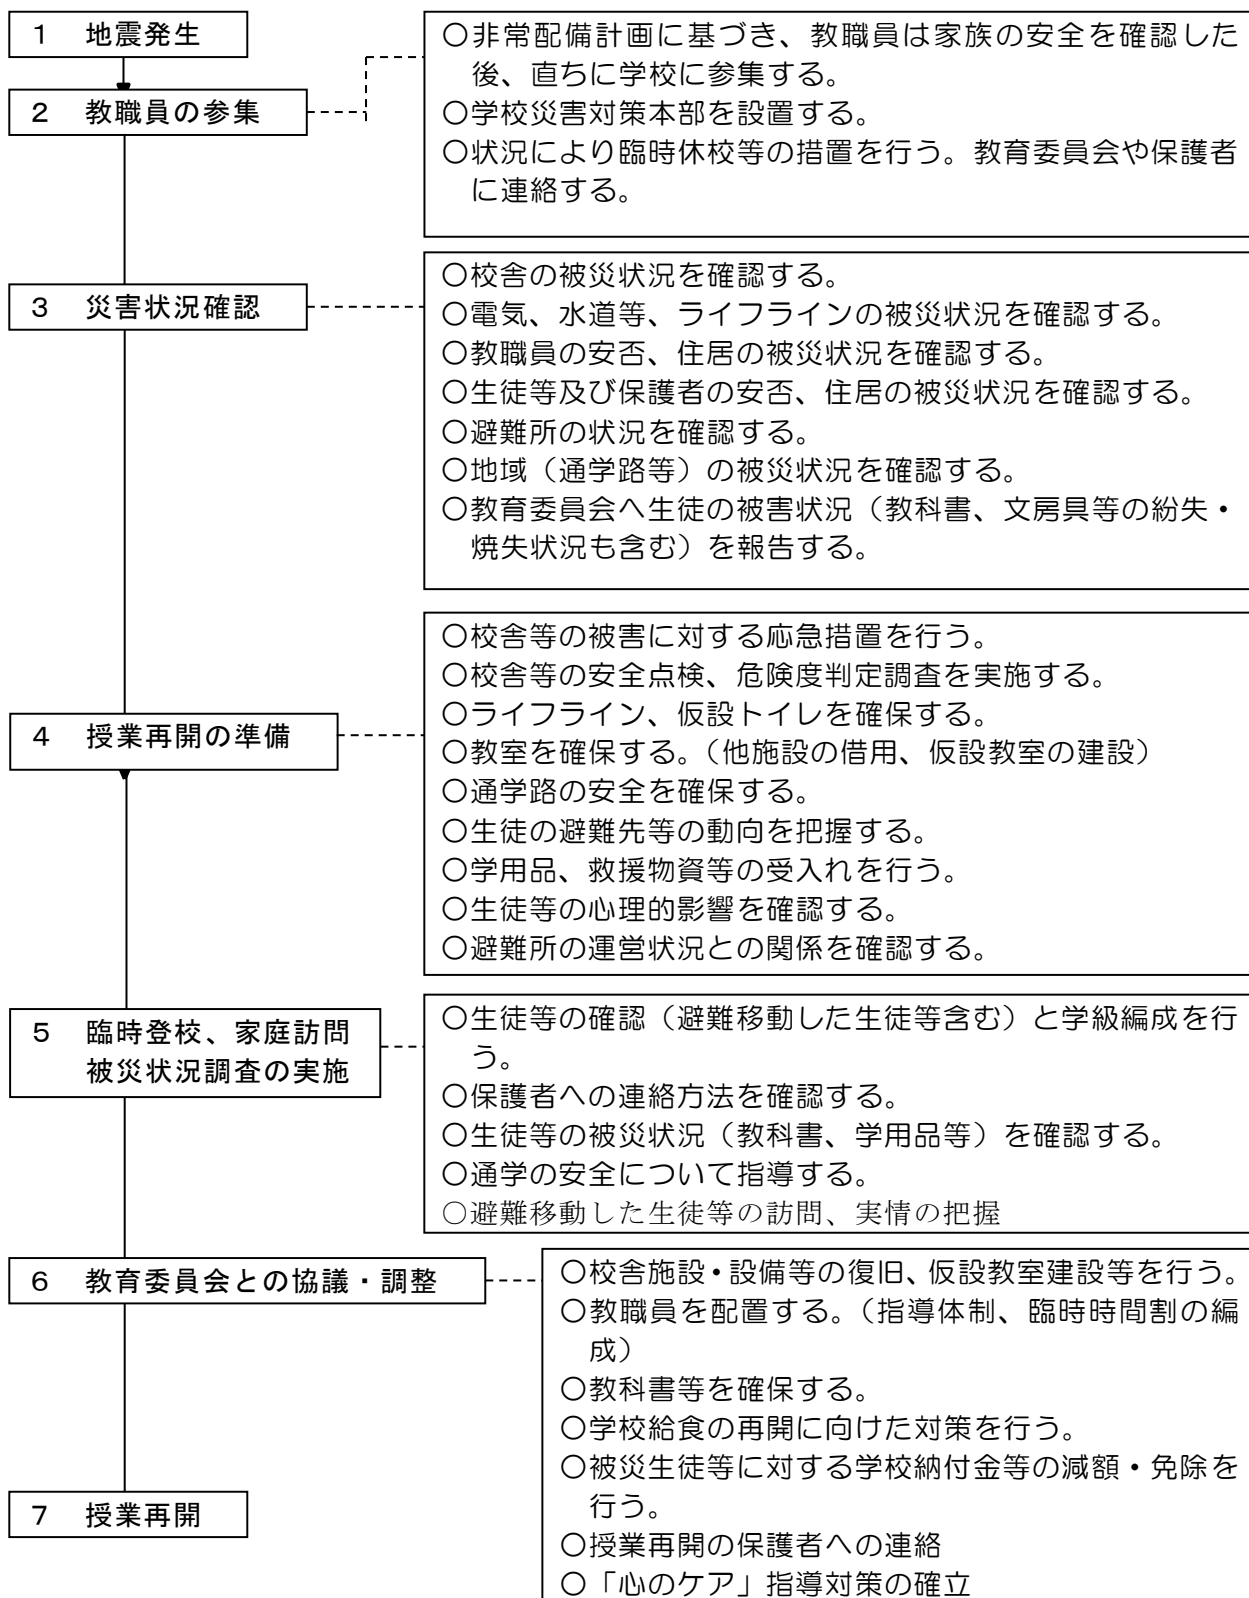 １　地震発生
２　教職員の参集
○非常配備計画に基づき、教職員は家族の安全を確認した
後、直ちに学校に参集する。
○学校災害対策本部を設置する。
○状況により臨時休校等の措置を行う。教育委員会や保護者
に連絡する。
３　災害状況確認
○校舎の被災状況を確認する。
○電気、水道等、ライフラインの被災状況を確認する。
○教職員の安否、住居の被災状況を確認する。
○生徒等及び保護者の安否、住居の被災状況を確認する。
○避難所の状況を確認する。
○地域（通学路等）の被災状況を確認する。
○教育委員会へ生徒の被害状況（教科書、文房具等の紛失・
焼失状況も含む）を報告する。
４　授業再開の準備
○校舎等の被害に対する応急措置を行う。
○校舎等の安全点検、危険度判定調査を実施する。
○ライフライン、仮設トイレを確保する。
○教室を確保する。（他施設の借用、仮設教室の建設）
○通学路の安全を確保する。
○生徒の避難先等の動向を把握する。
○学用品、救援物資等の受入れを行う。
○生徒等の心理的影響を確認する。
○避難所の運営状況との関係を確認する。
５　臨時登校、家庭訪問
被災状況調査の実施
○生徒等の確認（避難移動した生徒等含む）と学級編成を行
う。
○保護者への連絡方法を確認する。
○生徒等の被災状況（教科書、学用品等）を確認する。
○通学の安全について指導する。
○避難移動した生徒等の訪問、実情の把握
６　教育委員会との協議・調整
○校舎施設・設備等の復旧、仮設教室建設等を行う。
○教職員を配置する。（指導体制、臨時時間割の編
成）
○教科書等を確保する。
○学校給食の再開に向けた対策を行う。
○被災生徒等に対する学校納付金等の減額・免除を
行う。
○授業再開の保護者への連絡
○「心のケア」指導対策の確立
７　授業再開